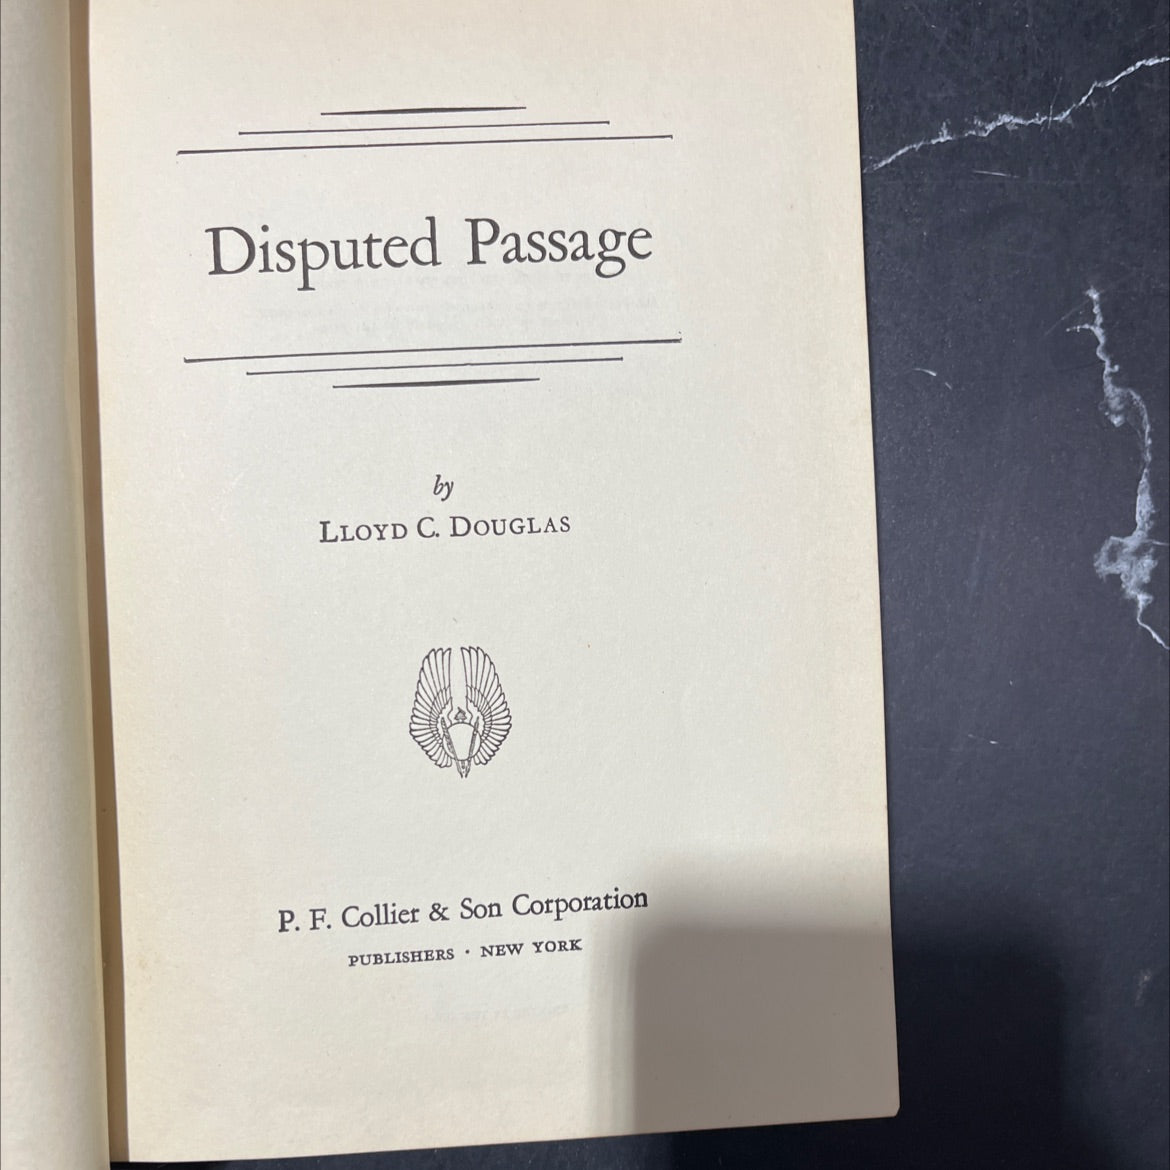 Disputed Passage
by
LLOYD C. DOUGLAS
P. F. Collier & Son Corporation
PUBLISHERS · NEW YORK